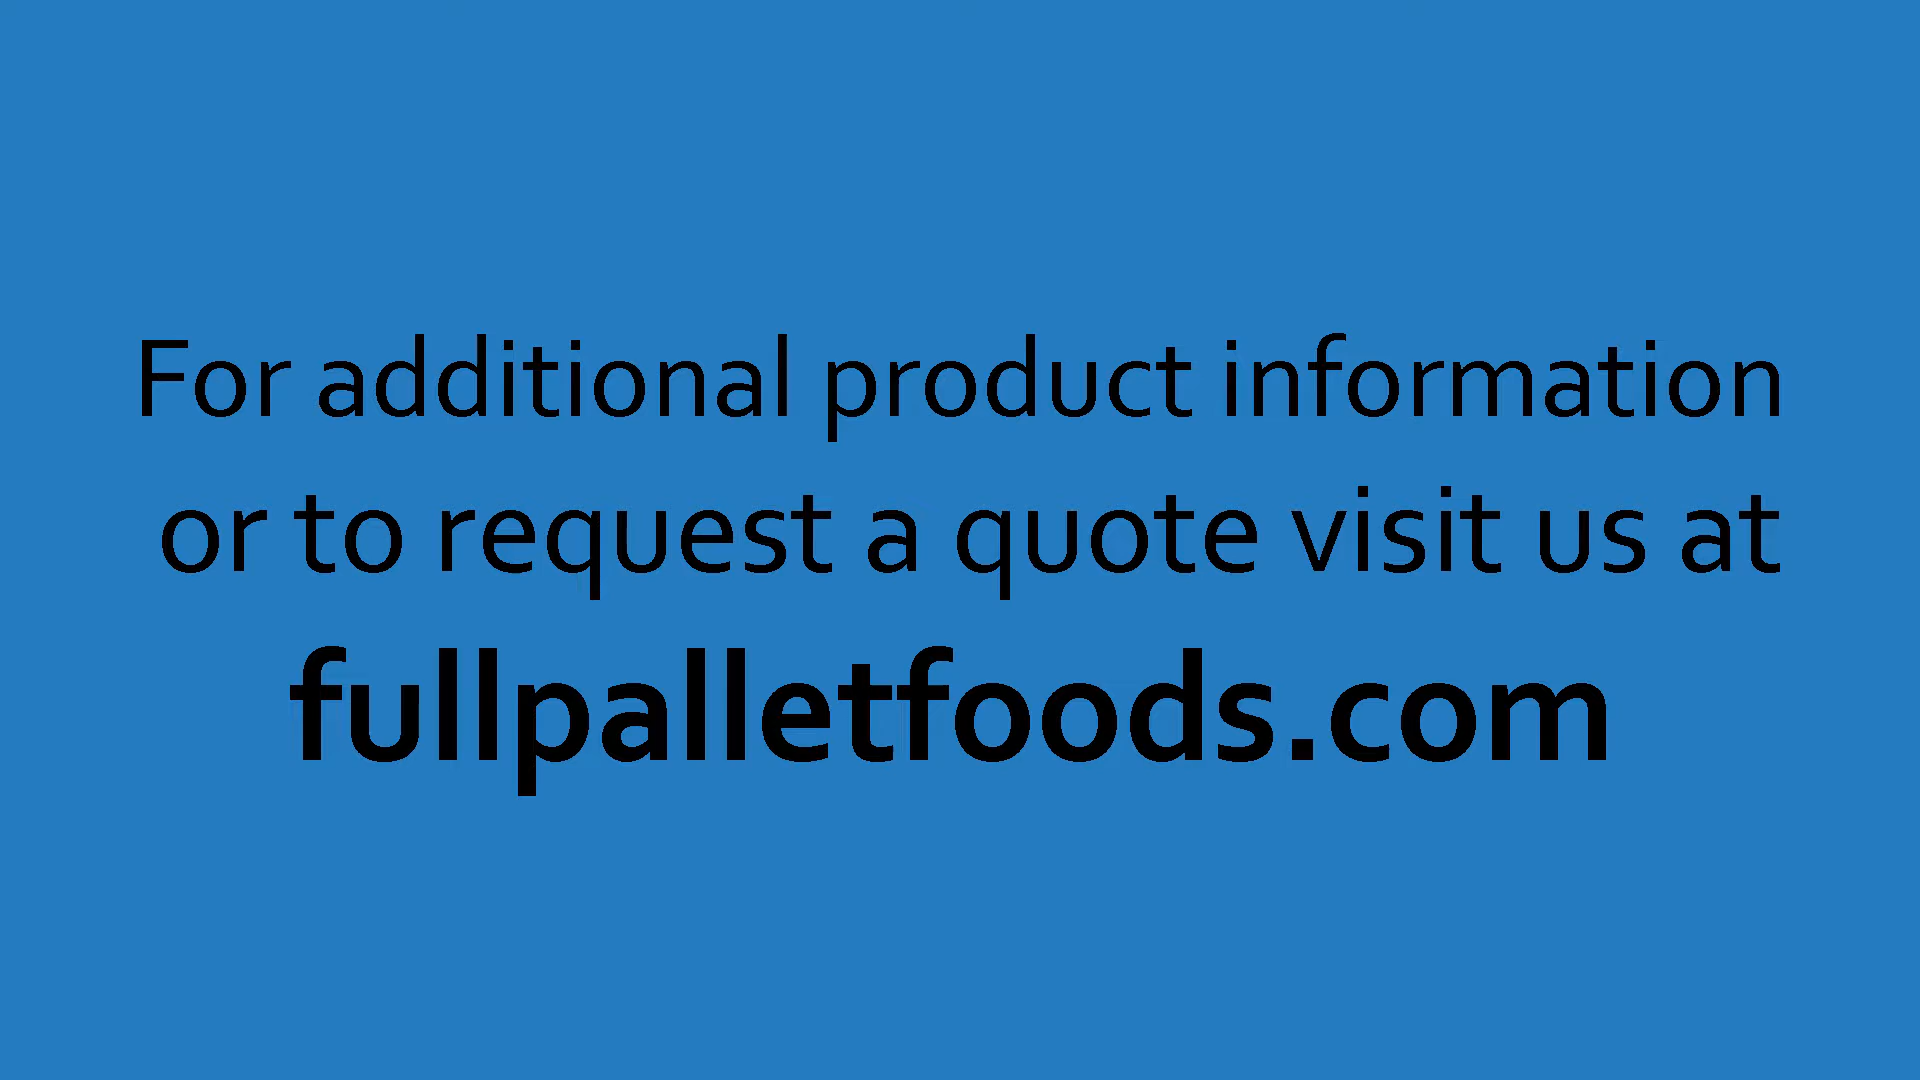 For additional product information
or to request a quote visit us at
fullpalletfoods.com